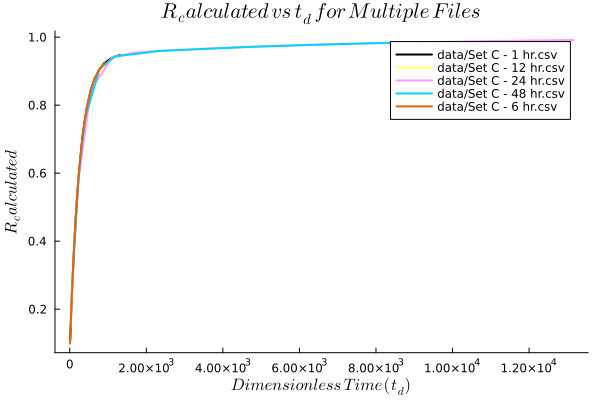 R_calculated vs t_d for Multiple Files
1.0
0.8
0.6
0.4
0.2
R_calculated
data/Set C - 1 hr.csv
data/Set C - 12 hr.csv
data/Set C - 24 hr.csv
data/Set C - 48 hr.csv
data/Set C - 6 hr.csv
0 2.00×10³ 4.00×10³ 6.00×10³ 8.00×10³ 1.00×10⁴ 1.20×10⁴
Dimensionless Time (t_d)